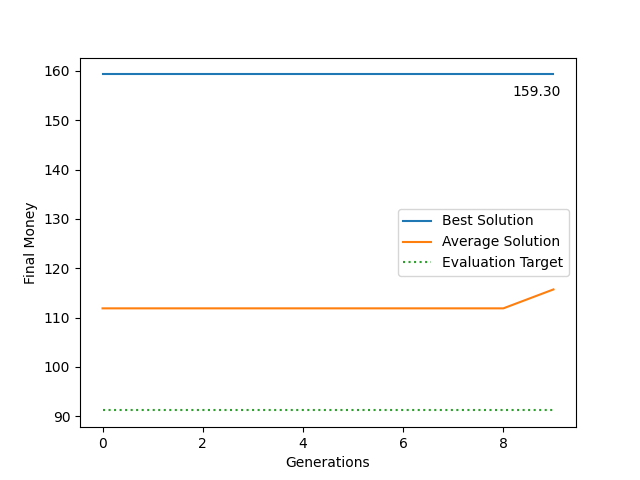 160
150
140
130
120
110
100
90
Final Money
159.30
Best Solution
Average Solution
Evaluation Target
0 2 4 6 8
Generations